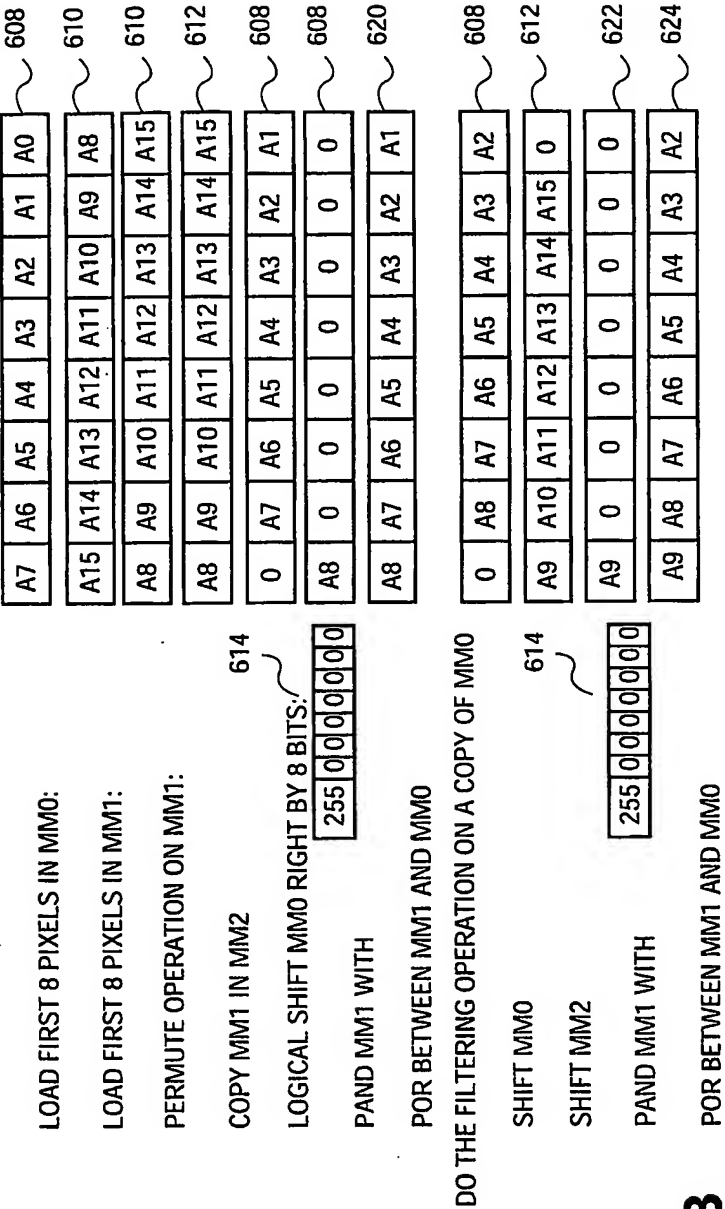 LOAD FIRST 8 PIXELS IN MM0: A7 A6 A5 A4 A3 A2 A1 A0 608
LOAD FIRST 8 PIXELS IN MM1: A15 A14 A13 A12 A11 A10 A9 A8 610
PERMUTE OPERATION ON MM1: A8 A9 A10 A11 A12 A13 A14 A15 610
COPY MM1 IN MM2 A8 A9 A10 A11 A12 A13 A14 A15 612
614
LOGICAL SHIFT MM0 RIGHT BY 8 BITS: 0 A7 A6 A5 A4 A3 A2 A1 608
PAND MM1 WITH 255 0 0 0 0 0 0 0 A8 0 0 0 0 0 0 0 608
POR BETWEEN MM1 AND MM0 A8 A7 A6 A5 A4 A3 A2 A1 620
DO THE FILTERING OPERATION ON A COPY OF MM0
SHIFT MM0 0 A8 A7 A6 A5 A4 A3 A2 608
SHIFT MM2 A9 A10 A11 A12 A13 A14 A15 0 612
614
PAND MM1 WITH 255 0 0 0 0 0 0 0 A9 0 0 0 0 0 0 0 622
POR BETWEEN MM1 AND MM0 A9 A8 A7 A6 A5 A4 A3 A2 624